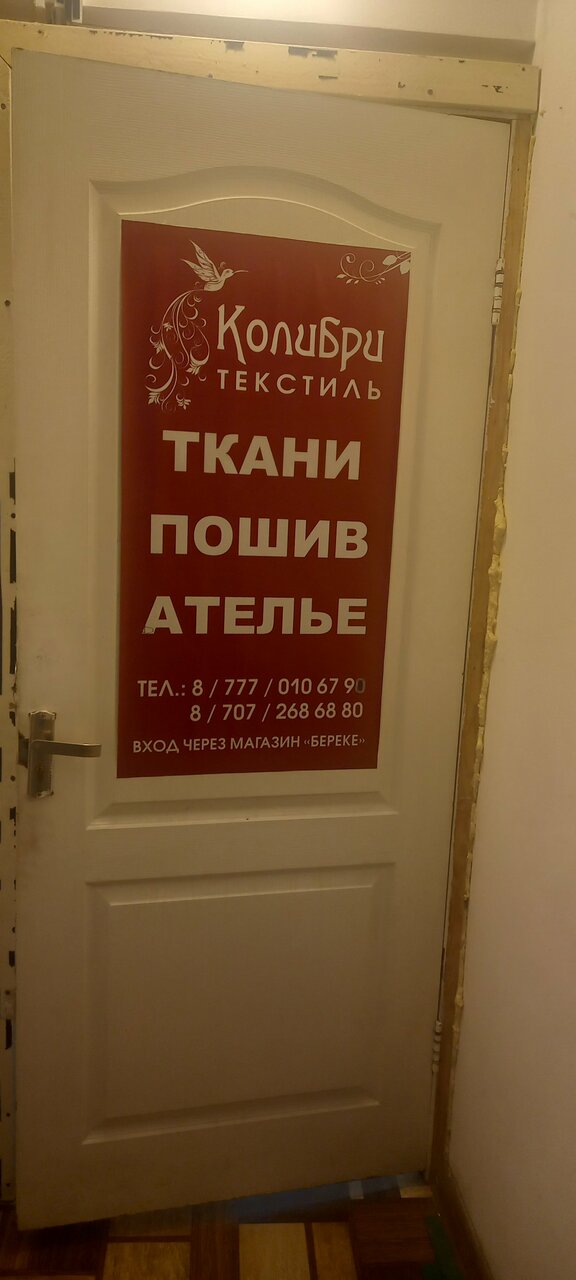 Колибри
ТЕКСТИЛЬ
ТКАНИ
ПОШИВ
АТЕЛЬЕ
ТЕЛ.: 8 / 777 / 010 67 90
8 / 707 / 268 68 80
ВХОД ЧЕРЕЗ МАГАЗИН «БЕРЕКЕ»